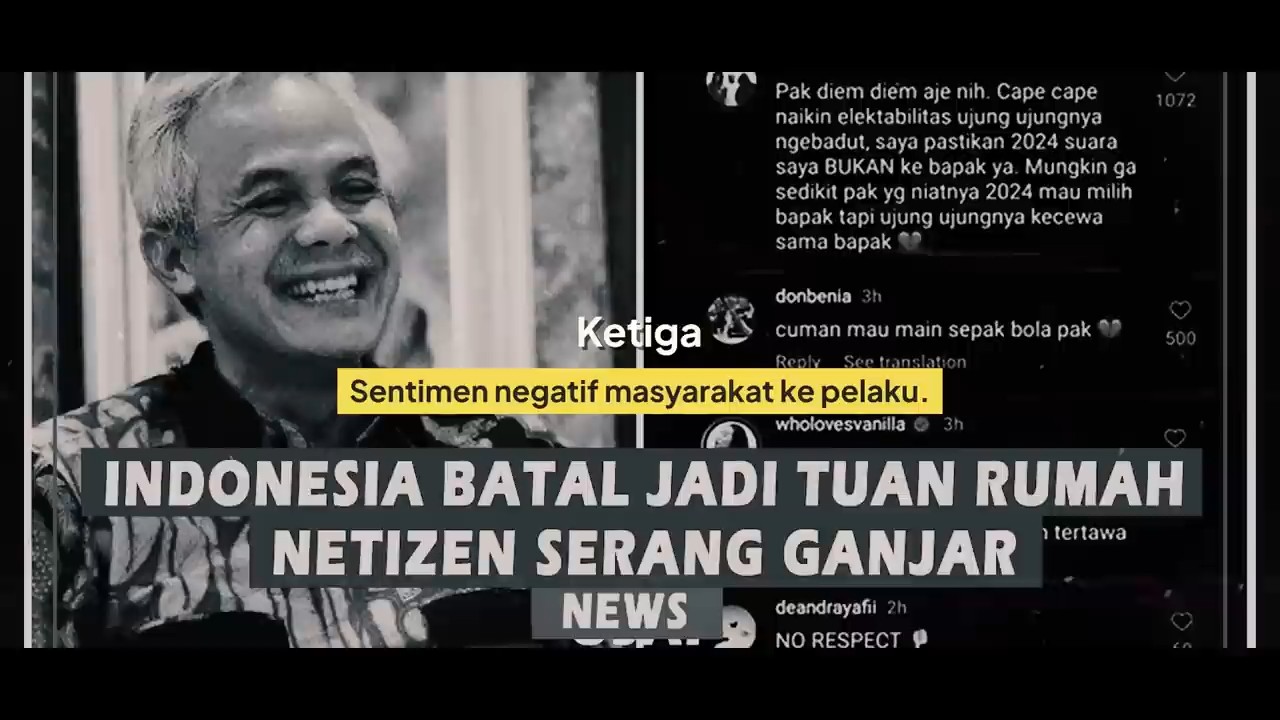 Pak diem diem aje nih. Cape cape
naikin elektabilitas ujung ujungnya
ngebadut, saya pastikan 2024 suara
saya BUKAN ke bapak ya. Mungkin ga
sedikit pak yg niatnya 2024 mau milih
bapak tapi ujung ujungnya kecewa
sama bapak 💔
1072
donbenia 3h
cuman mau main sepak bola pak 💔
500
Reply See translation
Ketiga
Sentimen negatif masyarakat ke pelaku.
wholovesvanilla 3h
INDONESIA BATAL JADI TUAN RUMAH
tertawa
NETIZEN SERANG GANJAR
NEWS
deandrayafii 2h
NO RESPECT